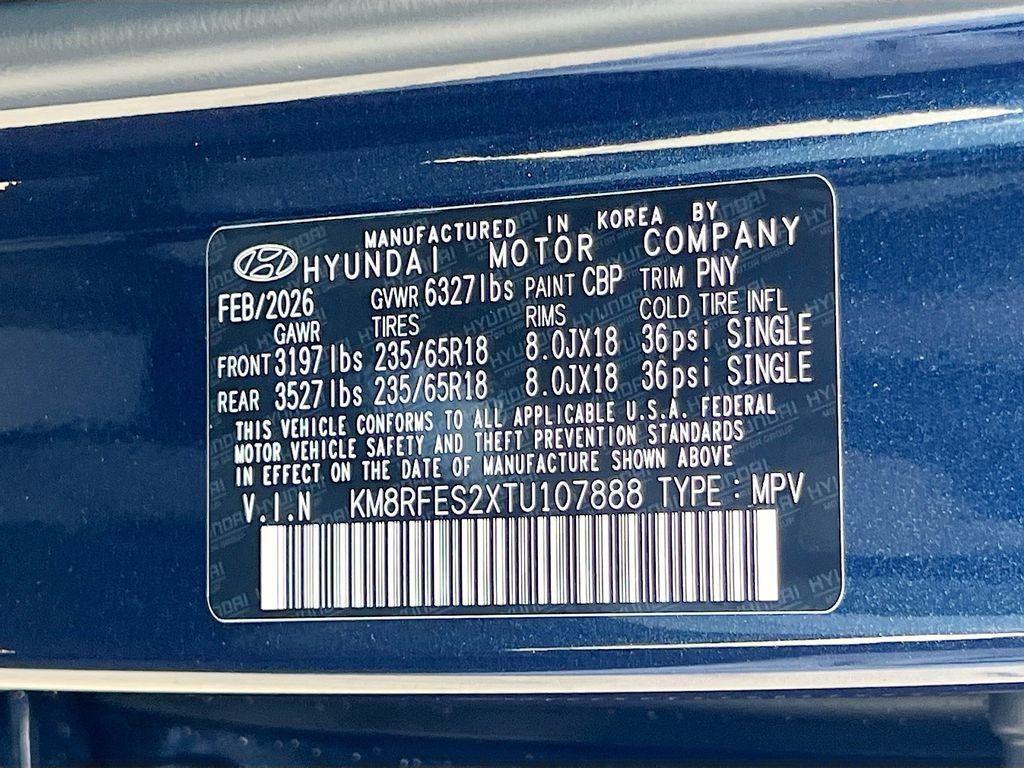 MANUFACTURED IN KOREA BY
HYUNDAI MOTOR COMPANY
FEB/2026 GVWR 6327lbs PAINT CBP TRIM PNY
GAWR TIRES RIMS COLD TIRE INFL
FRONT 3197lbs 235/65R18 8.0JX18 36psi SINGLE
REAR 3527lbs 235/65R18 8.0JX18 36psi SINGLE
THIS VEHICLE CONFORMS TO ALL APPLICABLE U.S.A. FEDERAL
MOTOR VEHICLE SAFETY AND THEFT PREVENTION STANDARDS
IN EFFECT ON THE DATE OF MANUFACTURE SHOWN ABOVE
V.I.N KM8RFES2XTU107888 TYPE : MPV